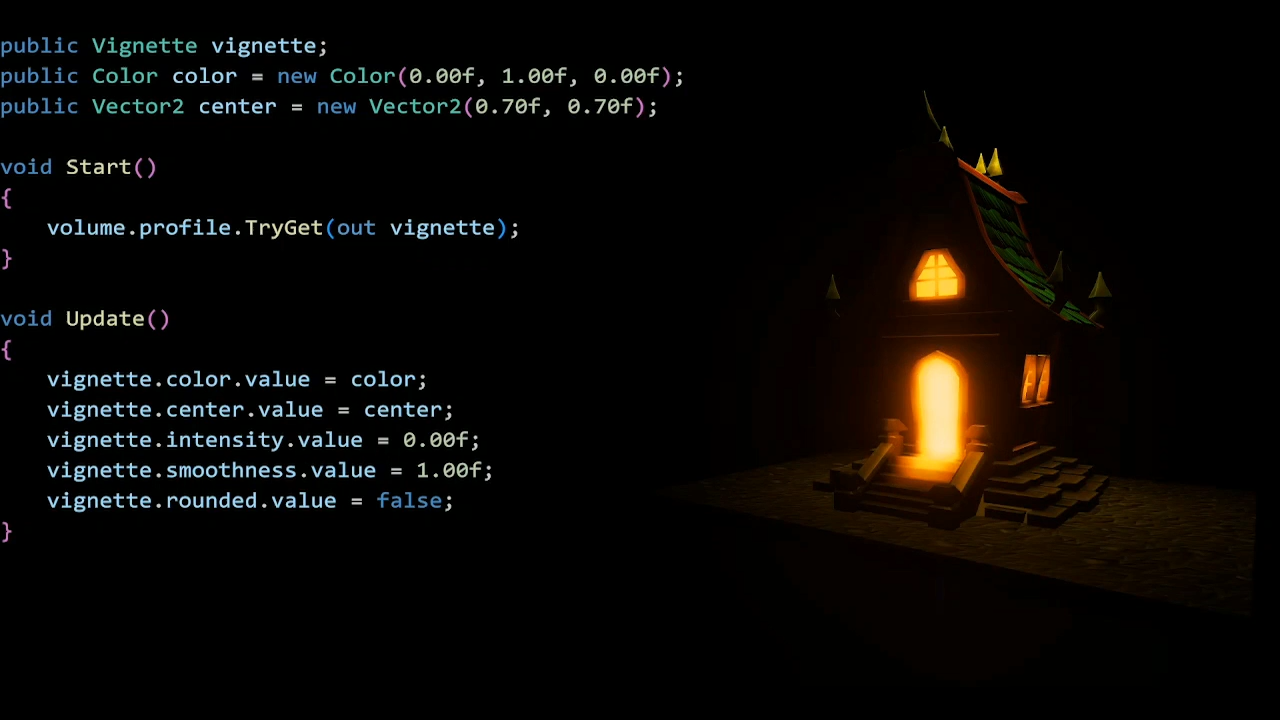 public Vignette vignette;
public Color color = new Color(0.00f, 1.00f, 0.00f);
public Vector2 center = new Vector2(0.70f, 0.70f);
void Start()
{
volume.profile.TryGet(out vignette);
}
void Update()
{
vignette.color.value = color;
vignette.center.value = center;
vignette.intensity.value = 0.00f;
vignette.smoothness.value = 1.00f;
vignette.rounded.value = false;
}